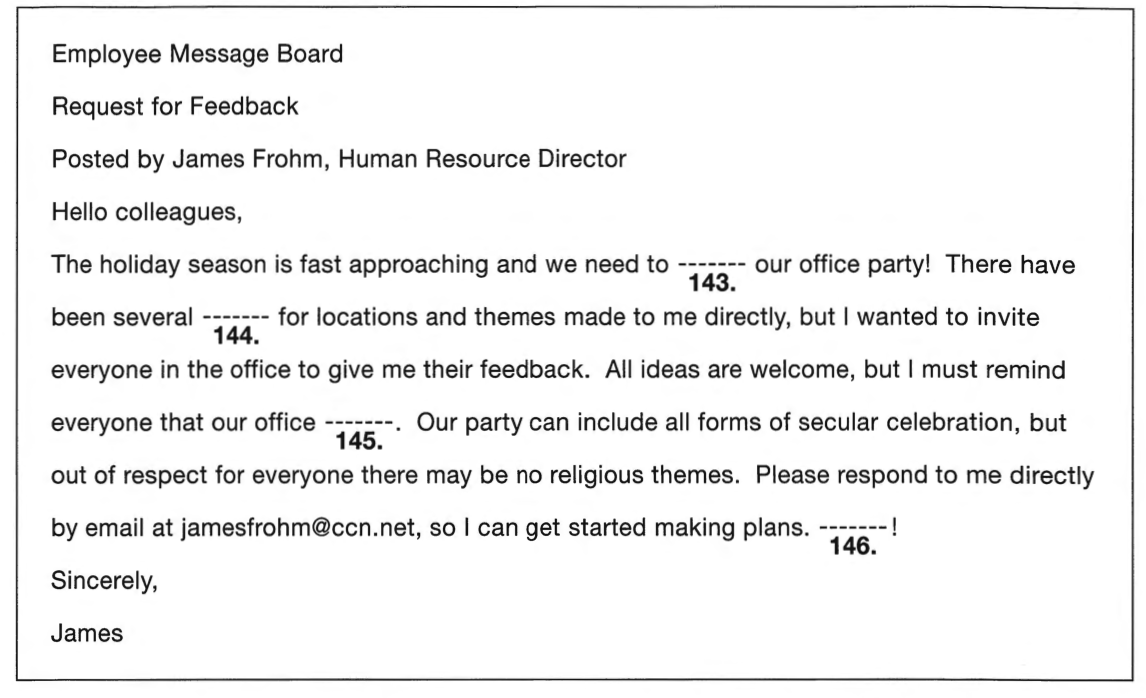 Employee Message Board
Request for Feedback
Posted by James Frohm, Human Resource Director
Hello colleagues,
The holiday season is fast approaching and we need to ------- our office party! There have
143.
been several ------- for locations and themes made to me directly, but I wanted to invite
144.
everyone in the office to give me their feedback. All ideas are welcome, but I must remind
everyone that our office -------. Our party can include all forms of secular celebration, but
145.
out of respect for everyone there may be no religious themes. Please respond to me directly
by email at jamesfrohm@ccn.net, so I can get started making plans. -------!
146.
Sincerely,
James